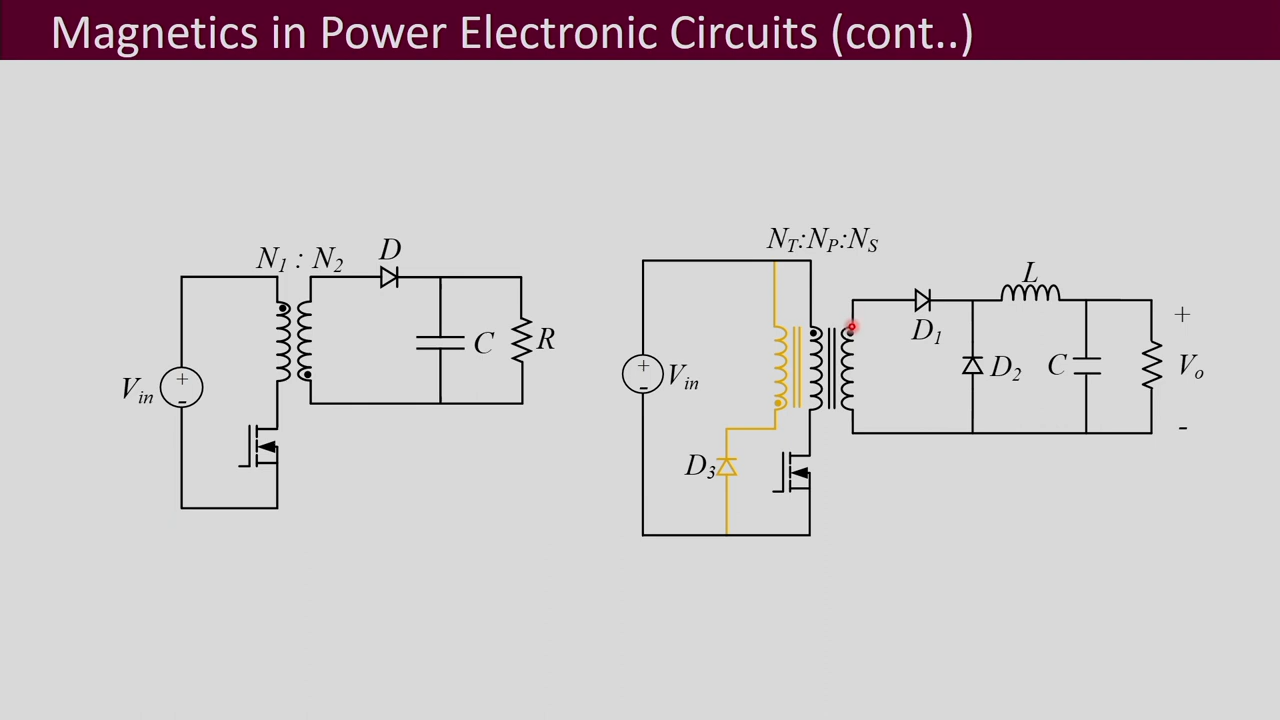 Magnetics in Power Electronic Circuits (cont..)
N1 : N2
D
Vin
+
-
C
R
NT:NP:NS
Vin
+
-
D3
D1
L
D2
C
+
Vo
-